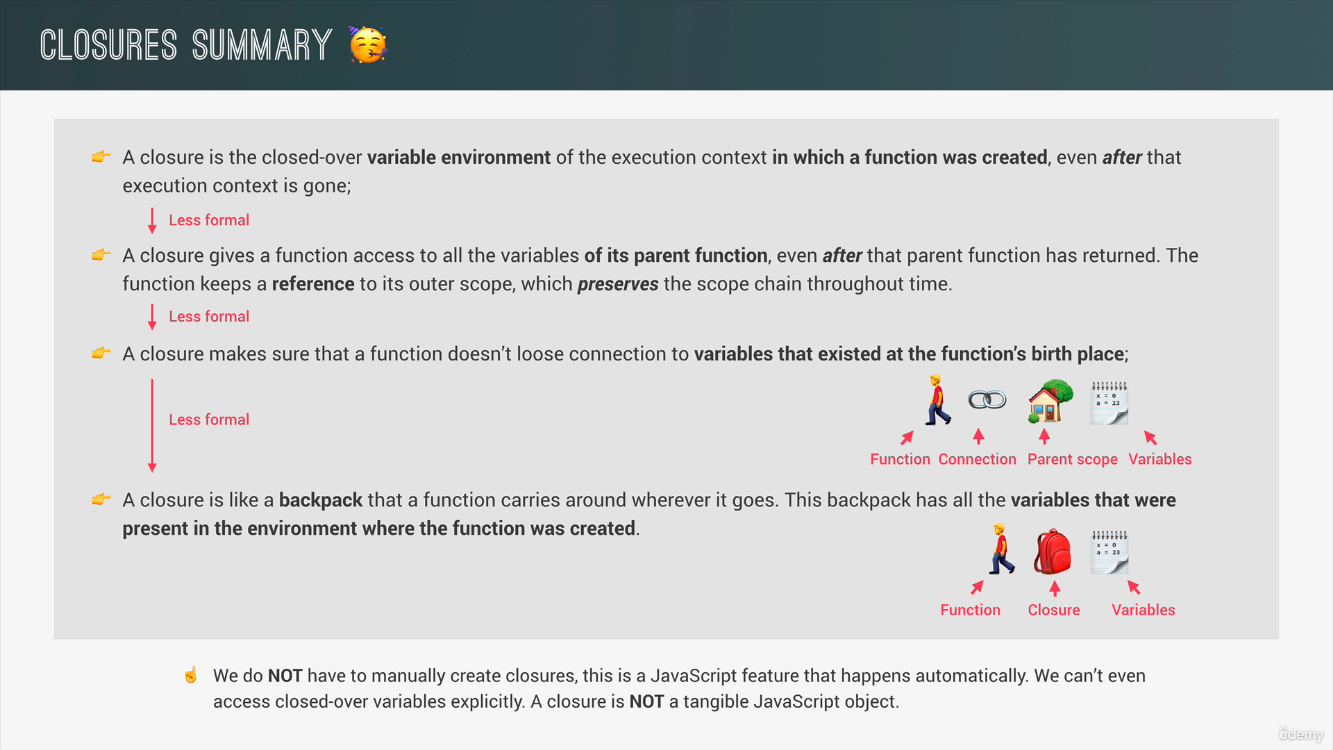 CLOSURES SUMMARY 🥳
👉 A closure is the closed-over variable environment of the execution context in which a function was created, even after that
execution context is gone;
Less formal
👉 A closure gives a function access to all the variables of its parent function, even after that parent function has returned. The
function keeps a reference to its outer scope, which preserves the scope chain throughout time.
Less formal
👉 A closure makes sure that a function doesn’t loose connection to variables that existed at the function’s birth place;
x = 0
a = 23
Less formal
Function Connection Parent scope Variables
👉 A closure is like a backpack that a function carries around wherever it goes. This backpack has all the variables that were
present in the environment where the function was created.
x = 0
a = 23
Function Closure Variables
☝️ We do NOT have to manually create closures, this is a JavaScript feature that happens automatically. We can’t even
access closed-over variables explicitly. A closure is NOT a tangible JavaScript object.
ûdemy